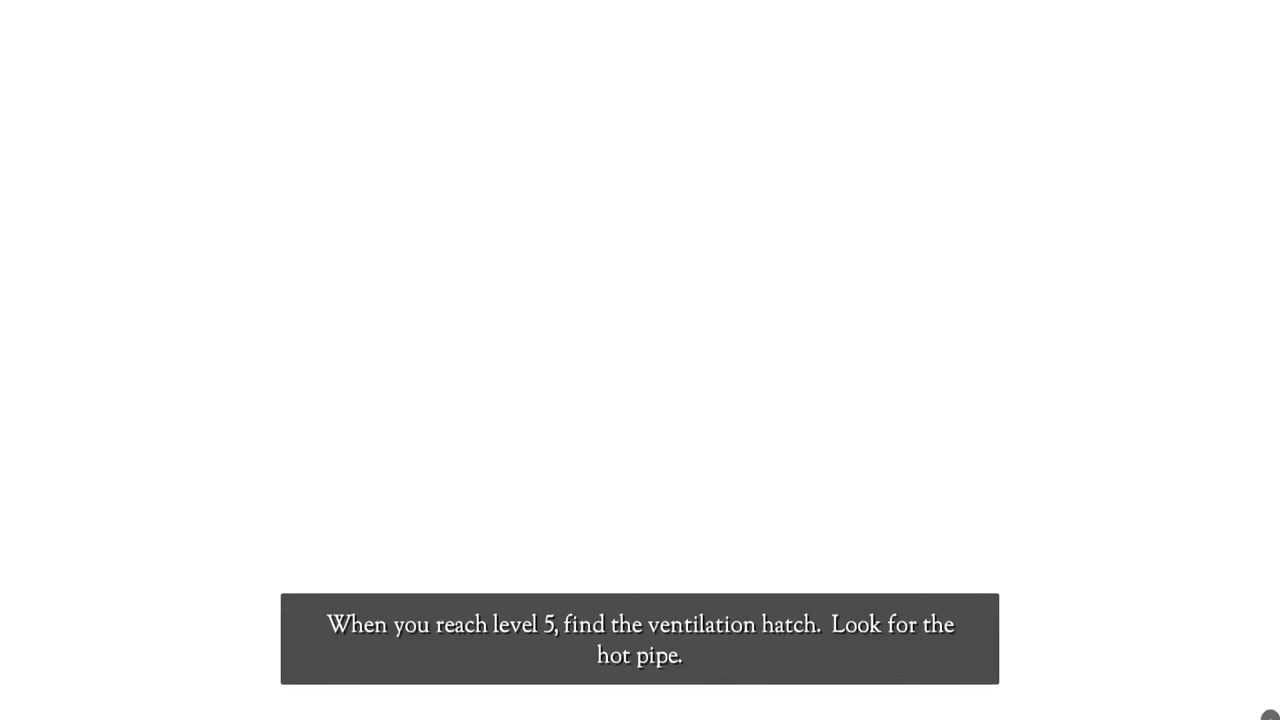 When you reach level 5, find the ventilation hatch.  Look for the
hot pipe.